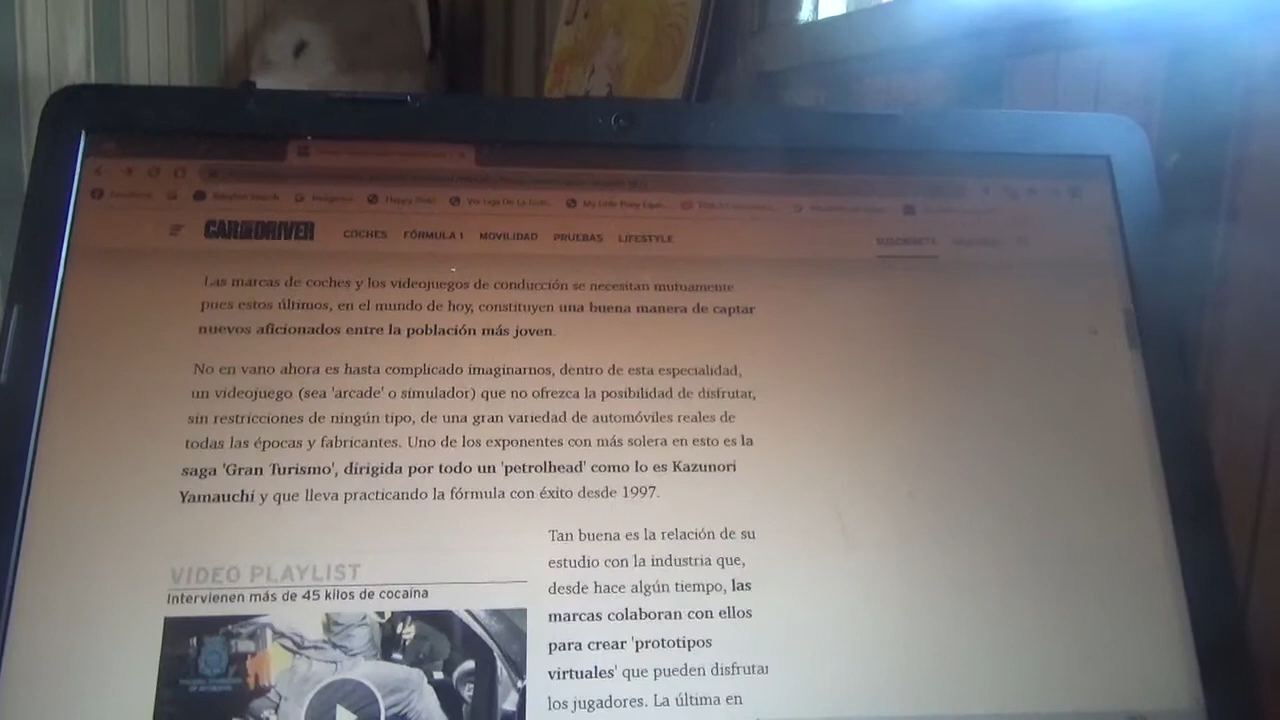 CAR AND DRIVER
COCHES FÓRMULA 1 MOVILIDAD PRUEBAS LIFESTYLE
SUSCRÍBETE
Las marcas de coches y los videojuegos de conducción se necesitan mutuamente
pues estos últimos, en el mundo de hoy, constituyen una buena manera de captar
nuevos aficionados entre la población más joven.
No en vano ahora es hasta complicado imaginarnos, dentro de esta especialidad,
un videojuego (sea 'arcade' o simulador) que no ofrezca la posibilidad de disfrutar,
sin restricciones de ningún tipo, de una gran variedad de automóviles reales de
todas las épocas y fabricantes. Uno de los exponentes con más solera en esto es la
saga 'Gran Turismo', dirigida por todo un 'petrolhead' como lo es Kazunori
Yamauchi y que lleva practicando la fórmula con éxito desde 1997.
VIDEO PLAYLIST
Intervienen más de 45 kilos de cocaína
Tan buena es la relación de su
estudio con la industria que,
desde hace algún tiempo, las
marcas colaboran con ellos
para crear 'prototipos
virtuales' que pueden disfrutar
los jugadores. La última en